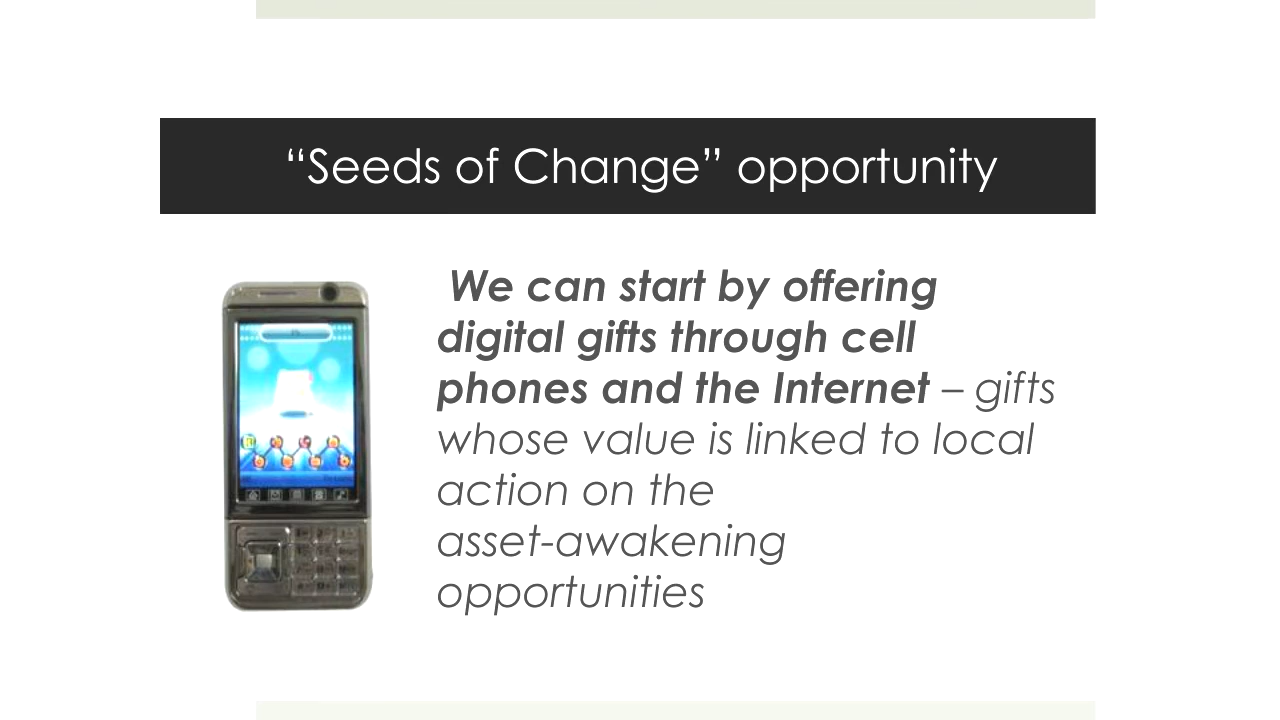 “Seeds of Change” opportunity
We can start by offering
digital gifts through cell
phones and the Internet – gifts
whose value is linked to local
action on the
asset-awakening
opportunities